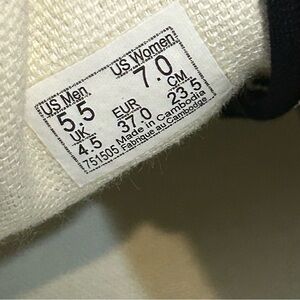 US Men US Women
5.5 7.0
UK EUR CM
4.5 37.0 23.5
751505 Made in Cambodia
Fabriqué au Cambodge